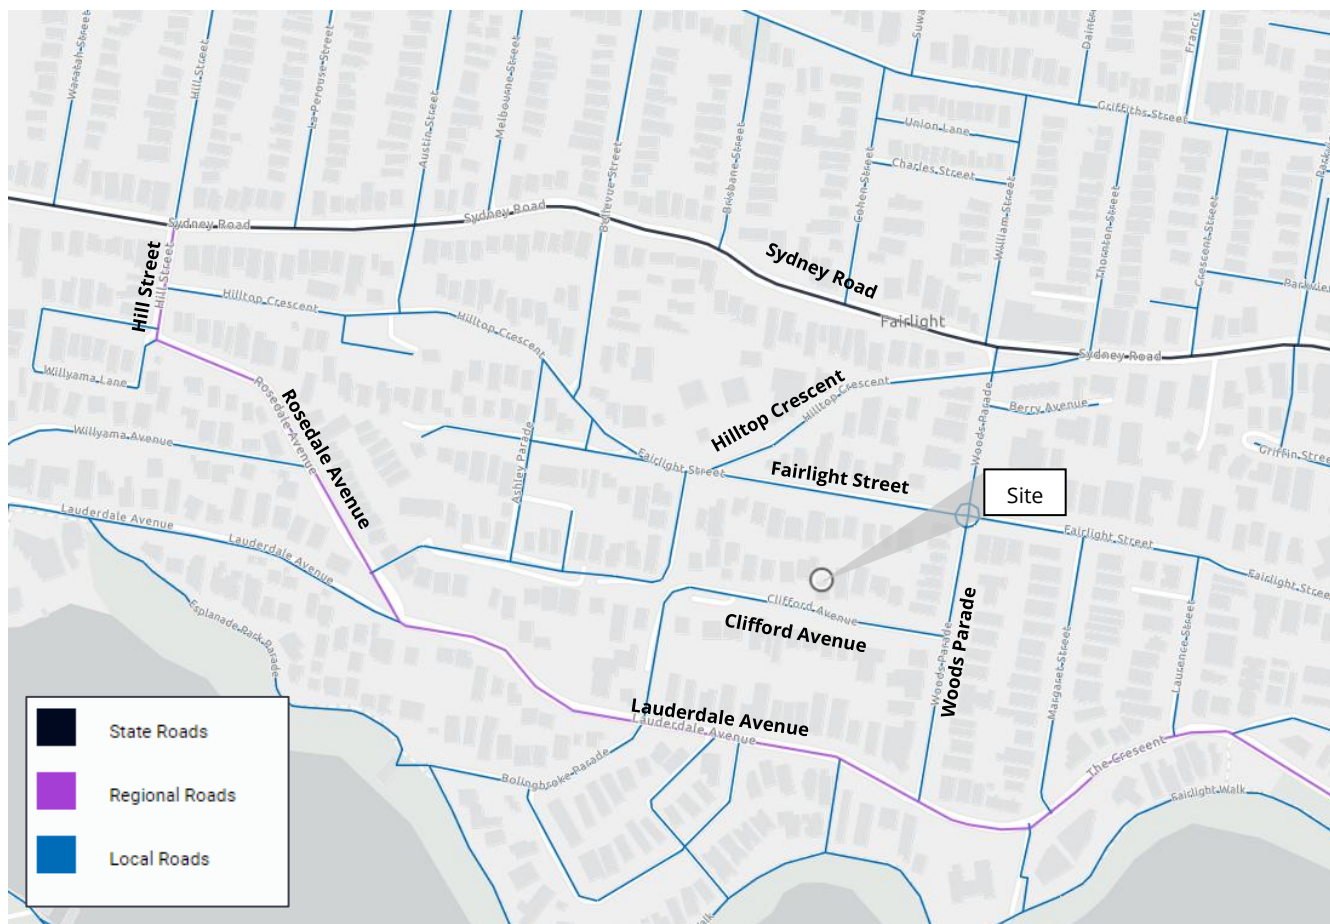 Waratah Street
Hill Street
La Perouse Street
Austin Street
Melbourne Street
Bellevue Street
Brisbane Street
Cohen Street
Union Lane
Charles Street
William Street
Griffiths Street
Thornton Street
Crescent Street
Sydney Road
Sydney Road
Sydney Road
Fairlight
Sydney Road
Hill Street
Hill Street
Hilltop Crescent
Hilltop Crescent
Hilltop Crescent
Hilltop Crescent
Berry Avenue
Woods Parade
Willyama Lane
Rosedale Avenue
Rosedale Avenue
Willyama Avenue
Ashley Parade
Fairlight Street
Fairlight Street
Site
Fairlight Street
Fairlight Street
Lauderdale Avenue
Lauderdale Avenue
Esplanade Park Parade
Clifford Avenue
Clifford Avenue
Woods Parade
Woods Parade
Margaret Street
Laurence Street
Lauderdale Avenue
Lauderdale Avenue
Bolingbroke Parade
The Crescent
Fairlight Walk
State Roads
Regional Roads
Local Roads